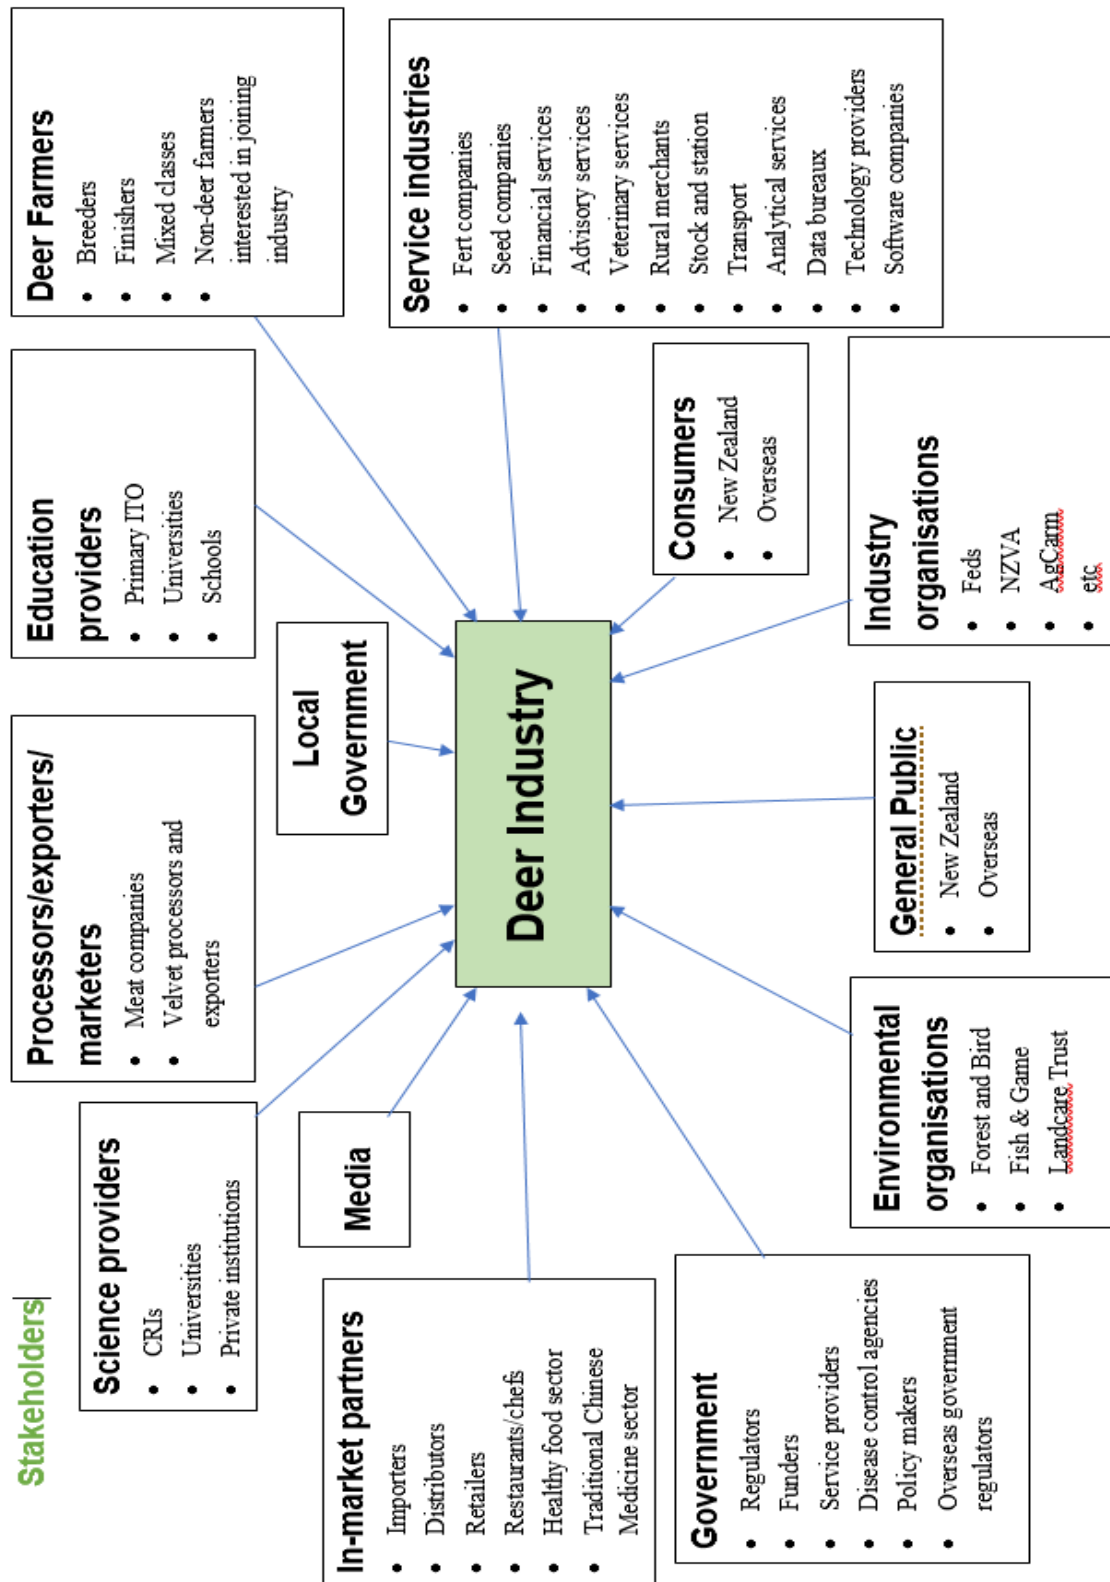 Stakeholders
Science providers
• CRIs
• Universities
• Private institutions
Processors/exporters/
marketers
• Meat companies
• Velvet processors and
exporters
Education
providers
• Primary ITO
• Universities
• Schools
Deer Farmers
• Breeders
• Finishers
• Mixed classes
• Non-deer farmers
interested in joining
industry
Media
Local
Government
In-market partners
• Importers
• Distributors
• Retailers
• Restaurants/chefs
• Healthy food sector
• Traditional Chinese
Medicine sector
Deer Industry
Service industries
• Fert companies
• Seed companies
• Financial services
• Advisory services
• Veterinary services
• Rural merchants
• Stock and station
• Transport
• Analytical services
• Data bureaux
• Technology providers
• Software companies
Consumers
• New Zealand
• Overseas
Government
• Regulators
• Funders
• Service providers
• Disease control agencies
• Policy makers
• Overseas government
regulators
Environmental
organisations
• Forest and Bird
• Fish & Game
• Landcare Trust
General Public
• New Zealand
• Overseas
Industry
organisations
• Feds
• NZVA
• AgCarm
• etc